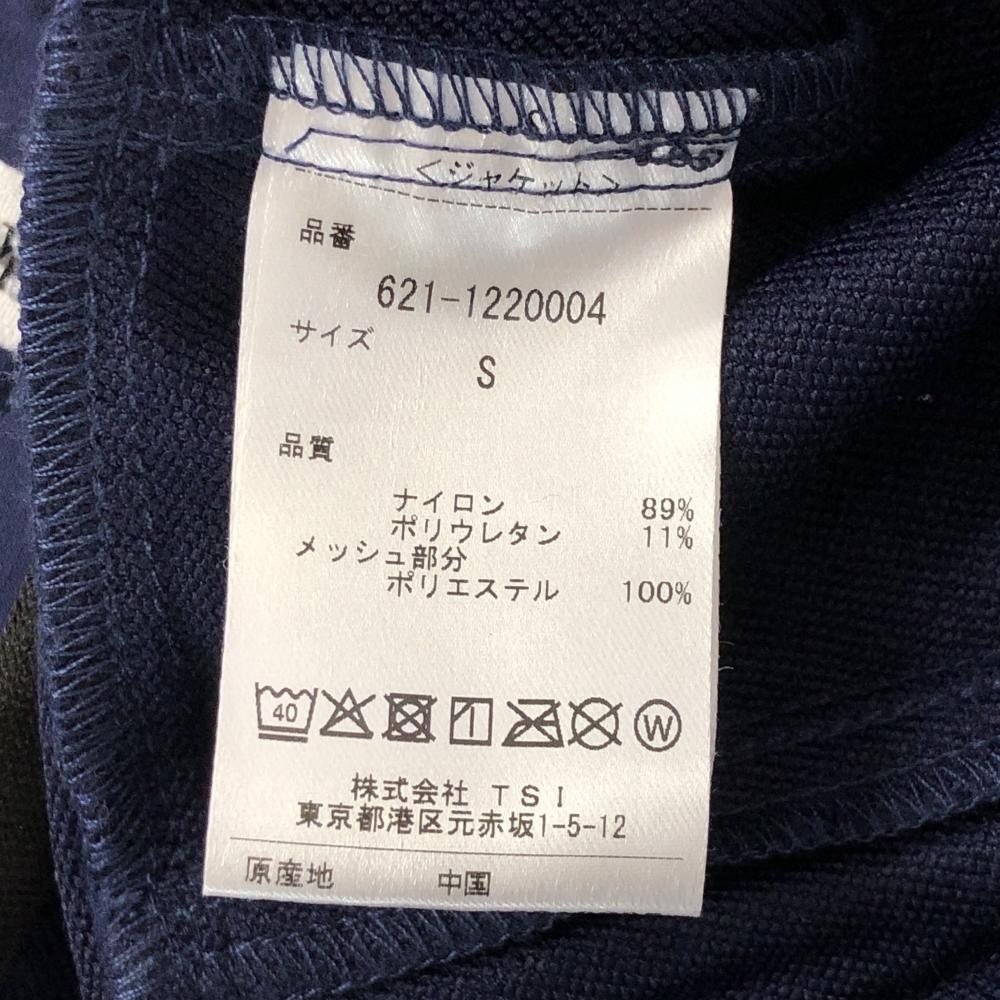 <ジャケット>
品番
621-1220004
サイズ
S
品質
ナイロン 89%
ポリウレタン 11%
メッシュ部分
ポリエステル 100%
40 W
株式会社 TSI
東京都港区元赤坂1-5-12
原産地 中国